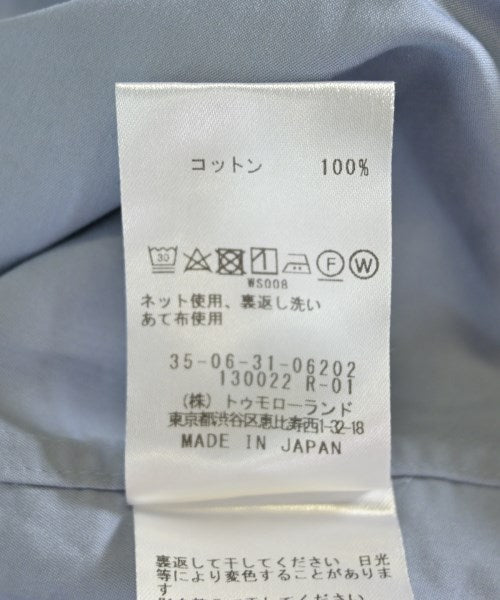 コットン 100%
30 1 F W
WS008
ネット使用、裏返し洗い
あて布使用
35-06-31-06202
130022 R-01
(株) トゥモローランド
東京都渋谷区恵比寿西1-32-18
MADE IN JAPAN
裏返して干してください 日光
等により変色することがありま
す